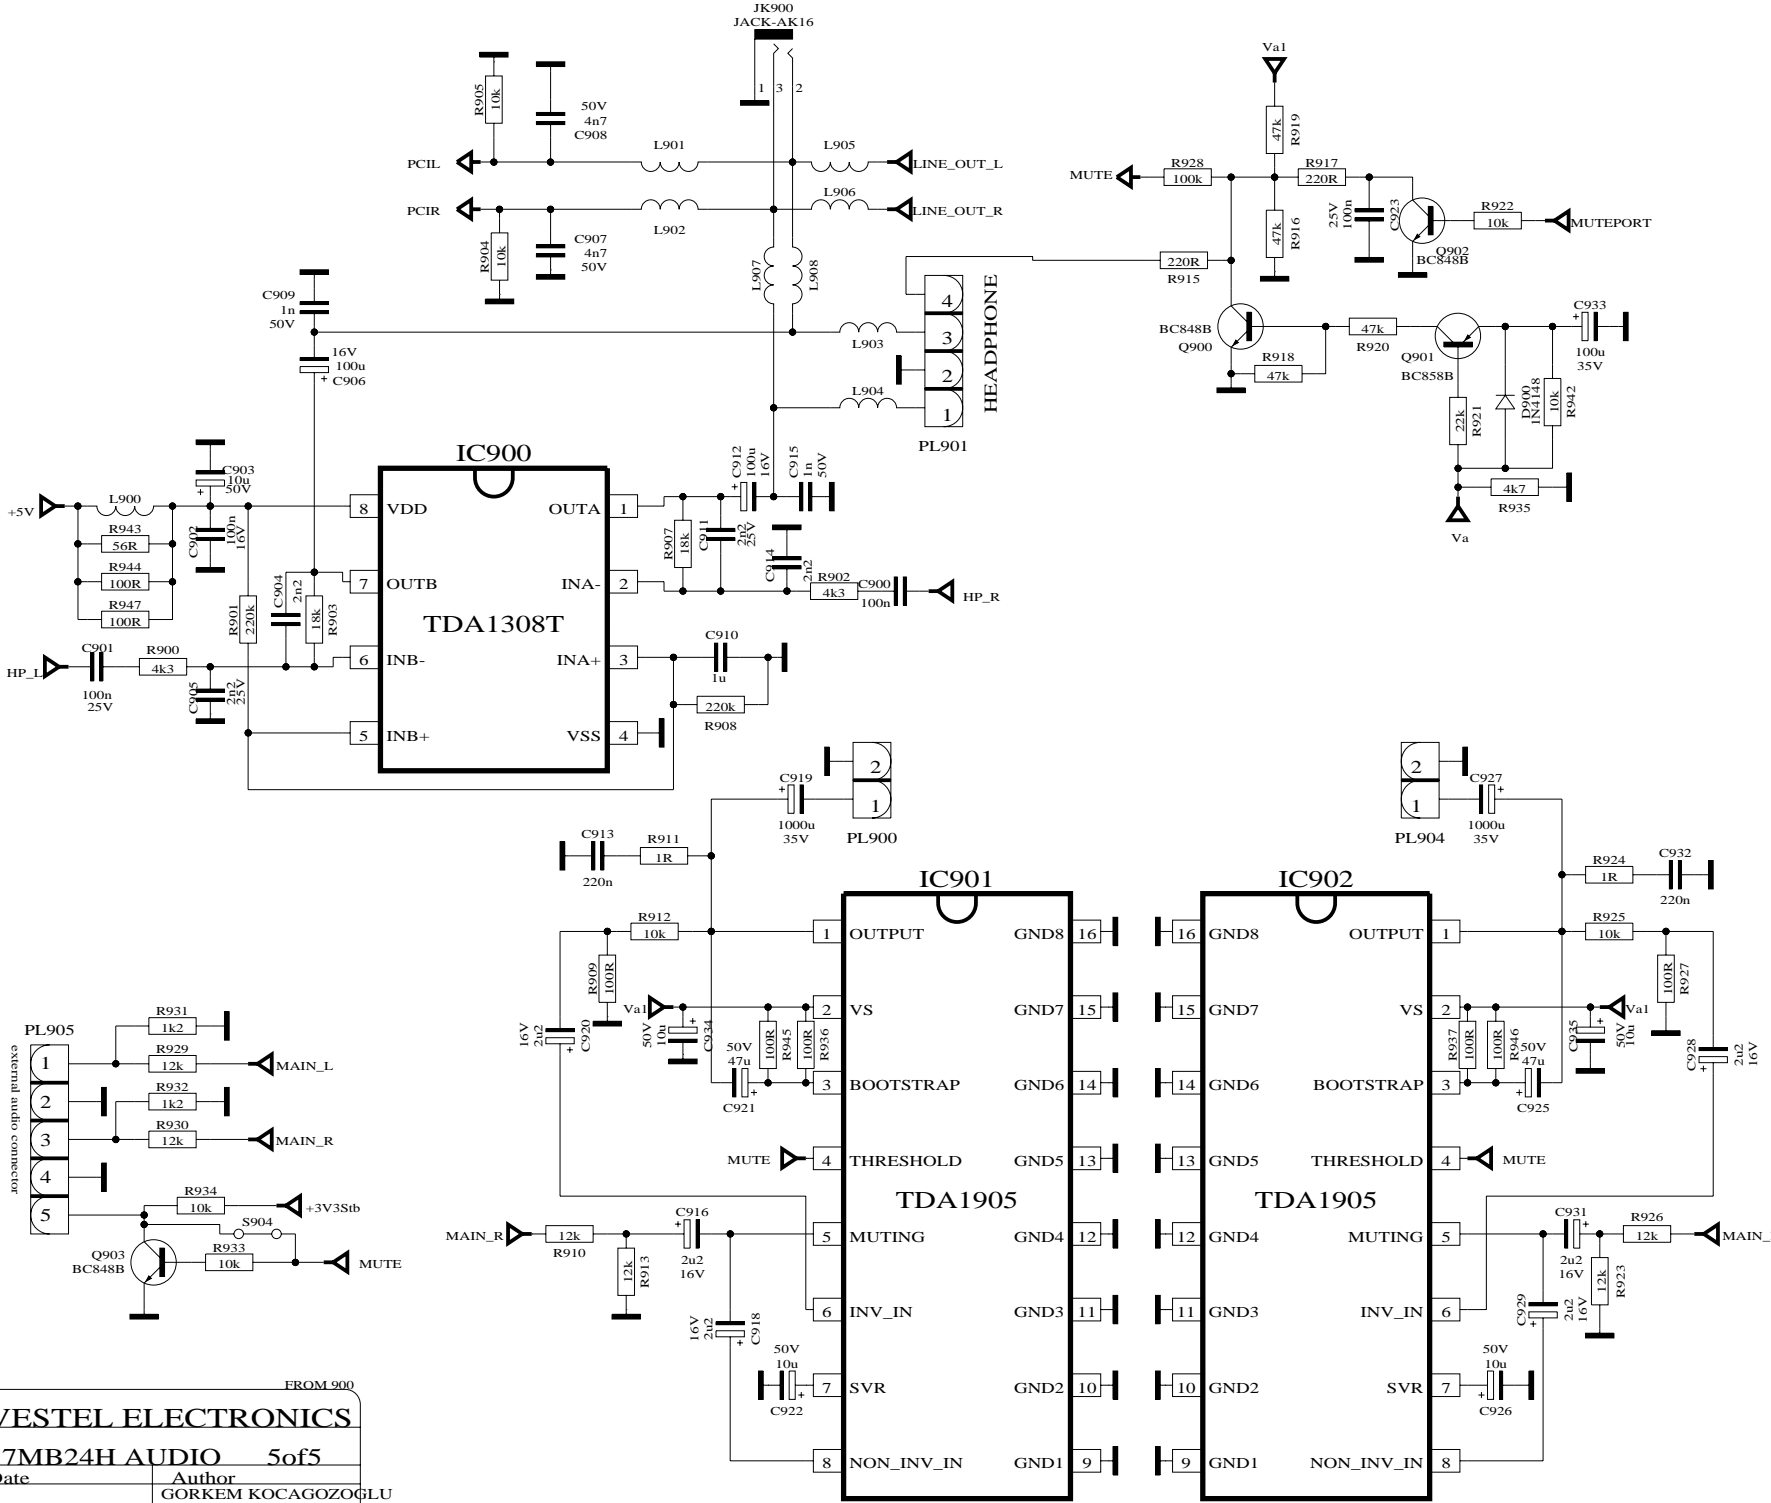 JK900
JACK-AK16
1
3
2
R905
10k
50V
4n7
C908
PCIL
L901
L905
LINE_OUT_L
PCIR
L902
L906
LINE_OUT_R
R904
10k
C907
4n7
50V
L907
L908
C909
1n
50V
16V
100u
C906
+
L903
L904
4
3
2
1
HEADPHONE
PL901
Va1
47k
R919
MUTE
R928
100k
R917
220R
47k
R916
25V
100n
C923
Q902
BC848B
R922
10k
MUTEPORT
220R
R915
BC848B
Q900
R918
47k
47k
R920
Q901
BC858B
C933
+
100u
35V
22k
R921
D900
1N4148
10k
R942
4k7
R935
Va
IC900
+5V
L900
R943
56R
R944
100R
R947
100R
C903
10u
50V
+
C902
100n
16V
R901
220k
C904
2n2
18k
R903
HP_L
C901
100n
25V
R900
4k3
C905
2n2
25V
8
VDD
7
OUTB
6
INB-
5
INB+
TDA1308T
OUTA
1
INA-
2
INA+
3
VSS
4
C912
100u
16V
+
C915
1n
50V
R907
18k
C911
2n2
25V
C914
2n2
R902
4k3
C900
100n
HP_R
C910
1u
220k
R908
C919
+
1000u
35V
2
1
PL900
C913
220n
R911
1R
IC901
R912
10k
R909
100R
16V
2u2
C920
+
Va1
50V
10u
C934
+
100R
R945
100R
R936
50V
47u
+
C921
MUTE
MAIN_R
12k
R910
12k
R913
C916
+
2u2
16V
16V
2u2
C918
+
50V
10u
+
C922
1
OUTPUT
2
VS
3
BOOTSTRAP
4
THRESHOLD
TDA1905
5
MUTING
6
INV_IN
7
SVR
8
NON_INV_IN
GND8
16
GND7
15
GND6
14
GND5
13
GND4
12
GND3
11
GND2
10
GND1
9
2
1
PL904
C927
+
1000u
35V
R924
1R
C932
220n
IC902
16
GND8
15
GND7
14
GND6
13
GND5
12
GND4
11
GND3
10
GND2
9
GND1
TDA1905
OUTPUT
1
VS
2
BOOTSTRAP
3
THRESHOLD
4
MUTING
5
INV_IN
6
SVR
7
NON_INV_IN
8
R925
10k
100R
R927
Va1
R937
100R
100R
R946
50V
47u
+
C925
C935
+
50V
10u
C928
+
2u2
16V
MUTE
C931
+
2u2
16V
R926
12k
MAIN_
12k
R923
C929
+
2u2
16V
50V
10u
+
C926
PL905
external audio connector
1
2
3
4
5
R931
1k2
R929
12k
MAIN_L
R932
1k2
R930
12k
MAIN_R
R934
10k
+3V3Stb
S904
Q903
BC848B
R933
10k
MUTE
FROM 900
VESTEL ELECTRONICS
7MB24H AUDIO 5of5
Date
Author
GORKEM KOCAGOZOGLU